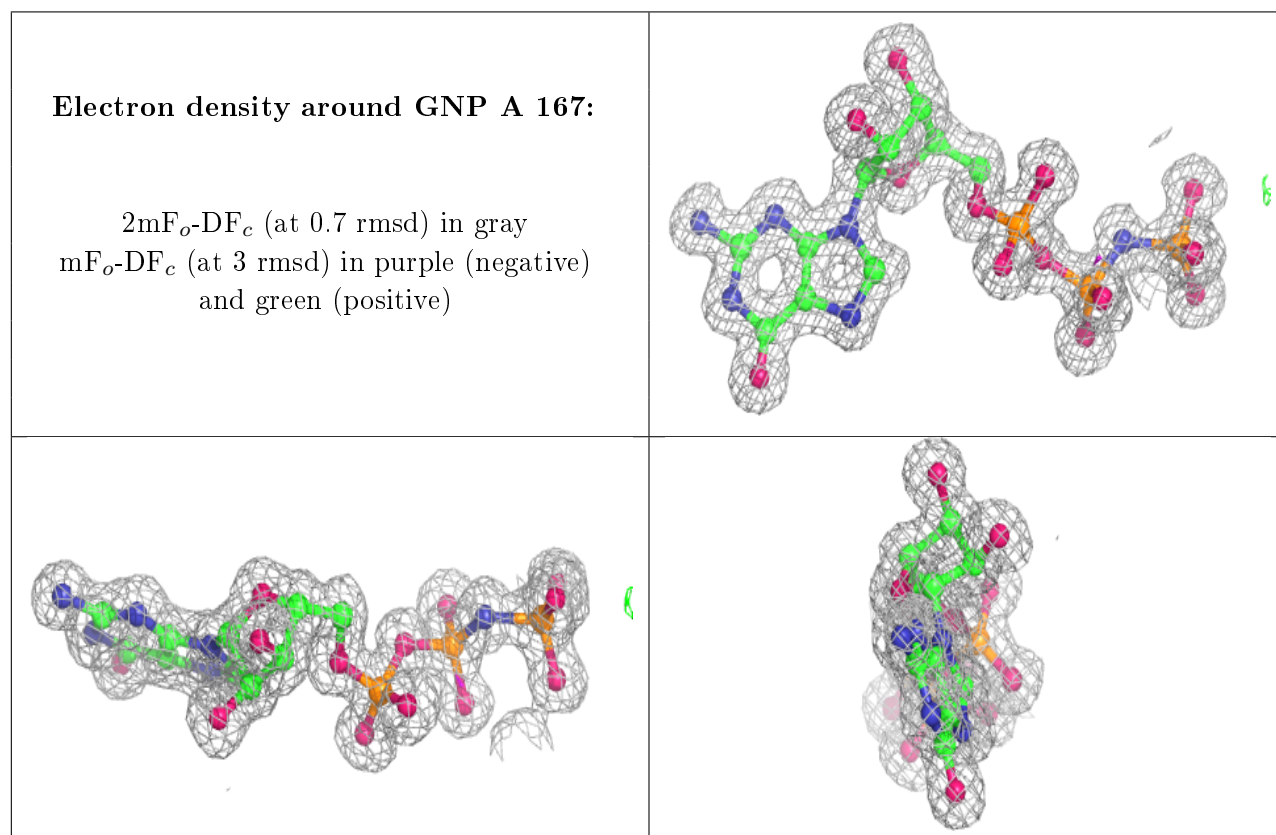 Electron density around GNP A 167:
2mFo-DFc (at 0.7 rmsd) in gray
mFo-DFc (at 3 rmsd) in purple (negative)
and green (positive)